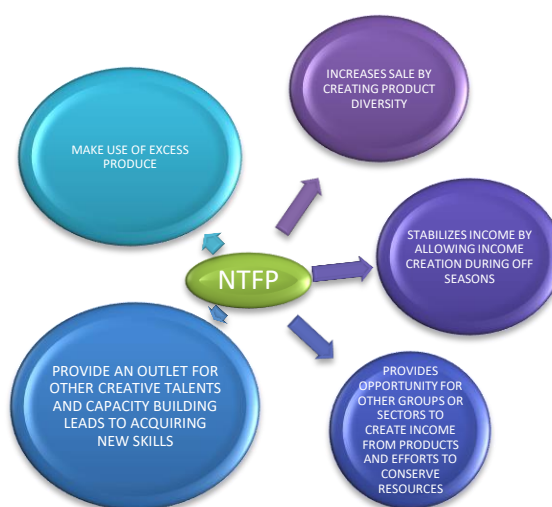 INCREASES SALE BY
CREATING PRODUCT
DIVERSITY
MAKE USE OF EXCESS
PRODUCE
STABILIZES INCOME BY
ALLOWING INCOME
CREATION DURING OFF
SEASONS
NTFP
PROVIDE AN OUTLET FOR
OTHER CREATIVE TALENTS
AND CAPACITY BUILDING
LEADS TO ACQUIRING
NEW SKILLS
PROVIDES
OPPORTUNITY FOR
OTHER GROUPS OR
SECTORS TO
CREATE INCOME
FROM PRODUCTS
AND EFFORTS TO
CONSERVE
RESOURCES